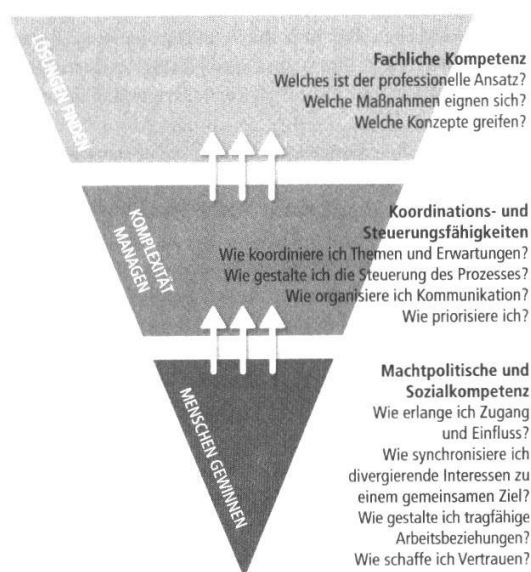 LÖSUNGEN FINDEN
Fachliche Kompetenz
Welches ist der professionelle Ansatz?
Welche Maßnahmen eignen sich?
Welche Konzepte greifen?
KOMPLEXITÄT
MANAGEN
Koordinations- und
Steuerungsfähigkeiten
Wie koordiniere ich Themen und Erwartungen?
Wie gestalte ich die Steuerung des Prozesses?
Wie organisiere ich Kommunikation?
Wie priorisiere ich?
MENSCHEN GEWINNEN
Machtpolitische und
Sozialkompetenz
Wie erlange ich Zugang
und Einfluss?
Wie synchronisiere ich
divergierende Interessen zu
einem gemeinsamen Ziel?
Wie gestalte ich tragfähige
Arbeitsbeziehungen?
Wie schaffe ich Vertrauen?